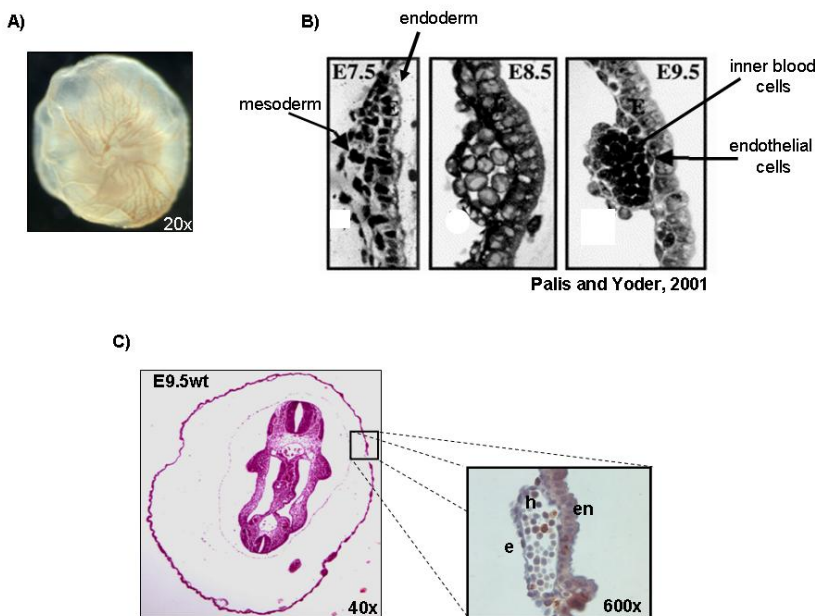 A)
20x
B)
endoderm
E7.5
E8.5
E9.5
mesoderm
E
E
E
inner blood
cells
endothelial
cells
Palis and Yoder, 2001
C)
E9.5wt
40x
h
en
e
600x